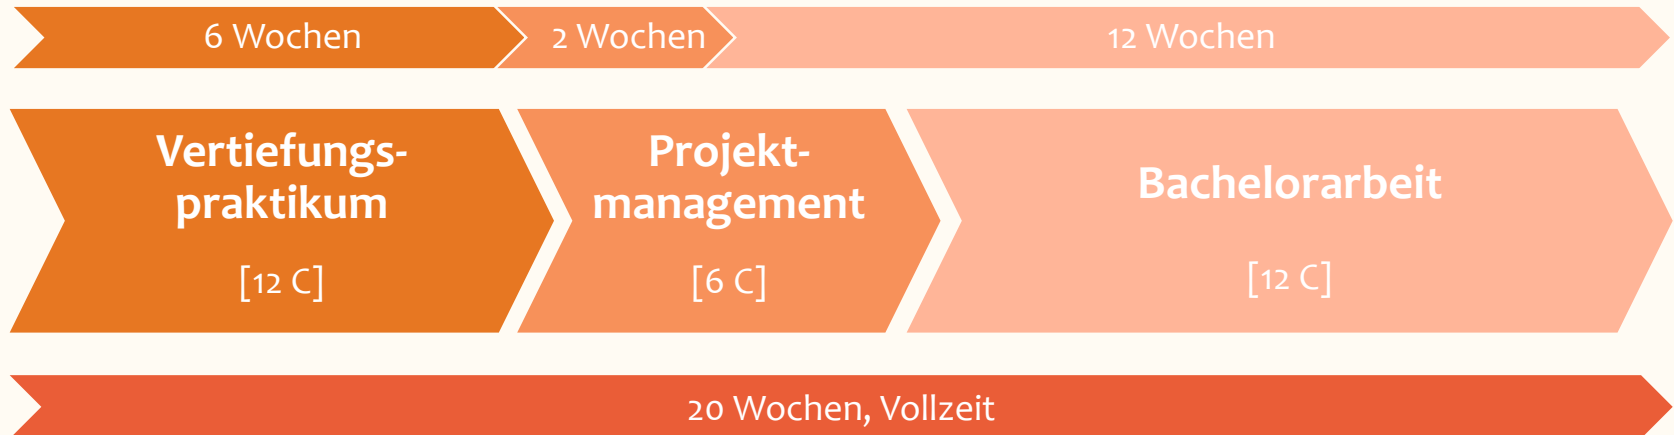 6 Wochen
2 Wochen
12 Wochen
Vertiefungs-
praktikum
[12 C]
Projekt-
management
[6 C]
Bachelorarbeit
[12 C]
20 Wochen, Vollzeit